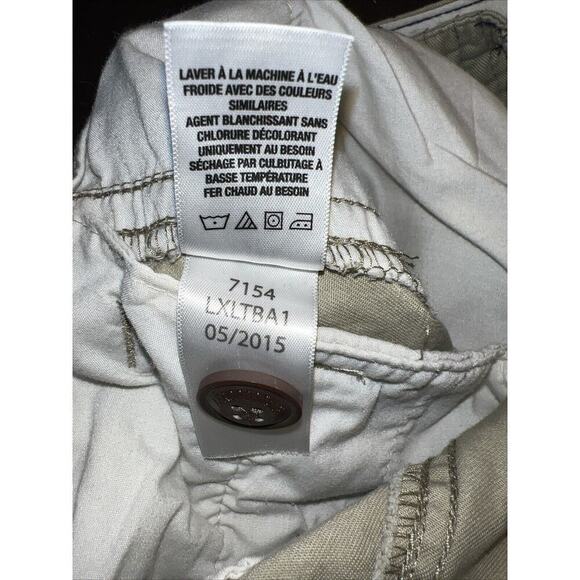 LAVER À LA MACHINE À L'EAU
FROIDE AVEC DES COULEURS
SIMILAIRES
AGENT BLANCHISSANT SANS
CHLORURE DÉCOLORANT
UNIQUEMENT AU BESOIN
SÉCHAGE PAR CULBUTAGE À
BASSE TEMPÉRATURE
FER CHAUD AU BESOIN
7154
LXLTBA1
05/2015